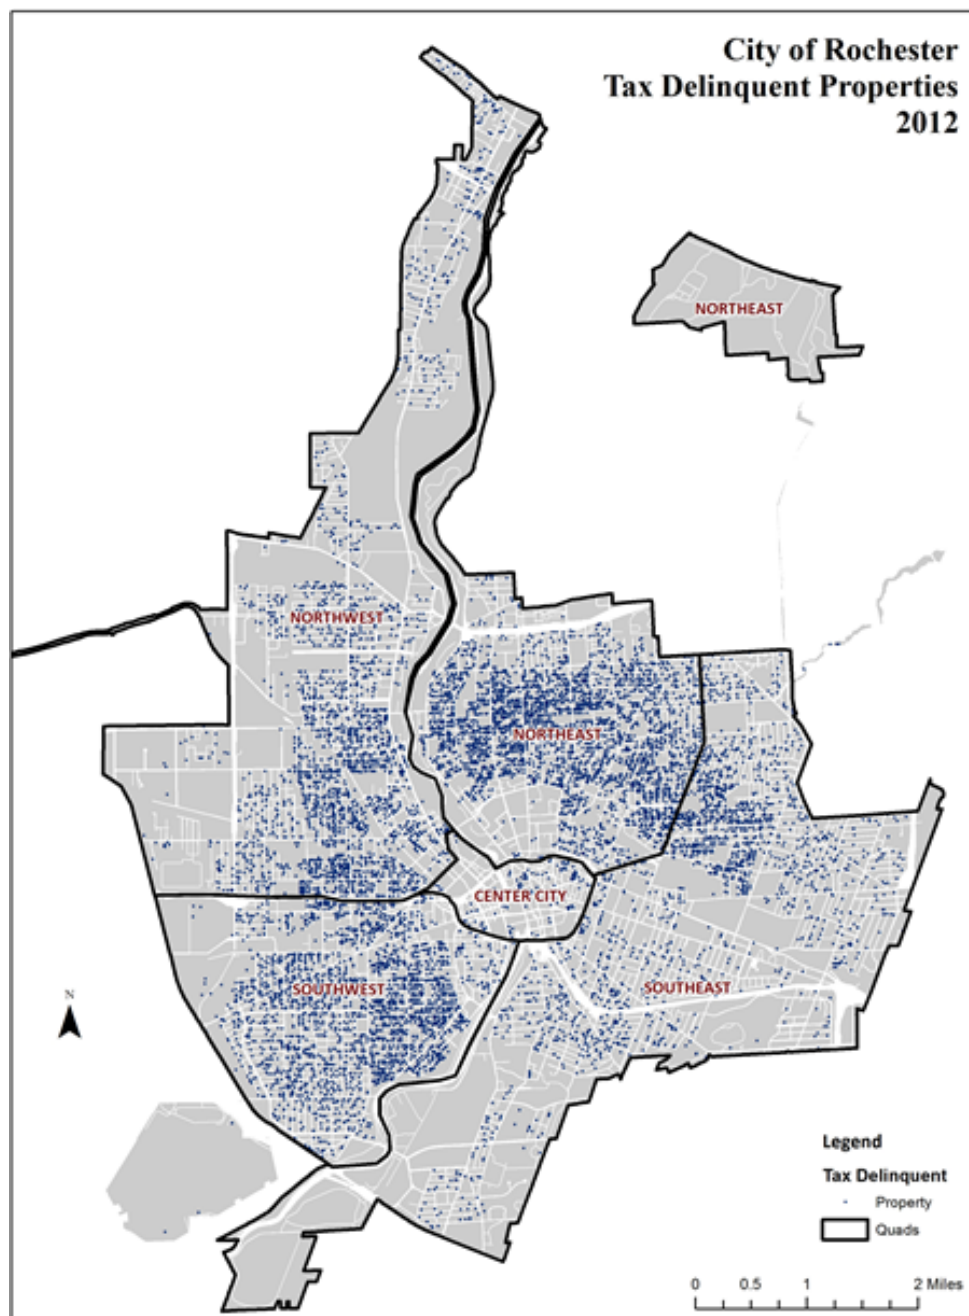 City of Rochester
Tax Delinquent Properties
2012
NORTHEAST
NORTHWEST
NORTHEAST
CENTER CITY
SOUTHWEST
SOUTHEAST
N
Legend
Tax Delinquent
Property
Quads
0 0.5 1 2 Miles